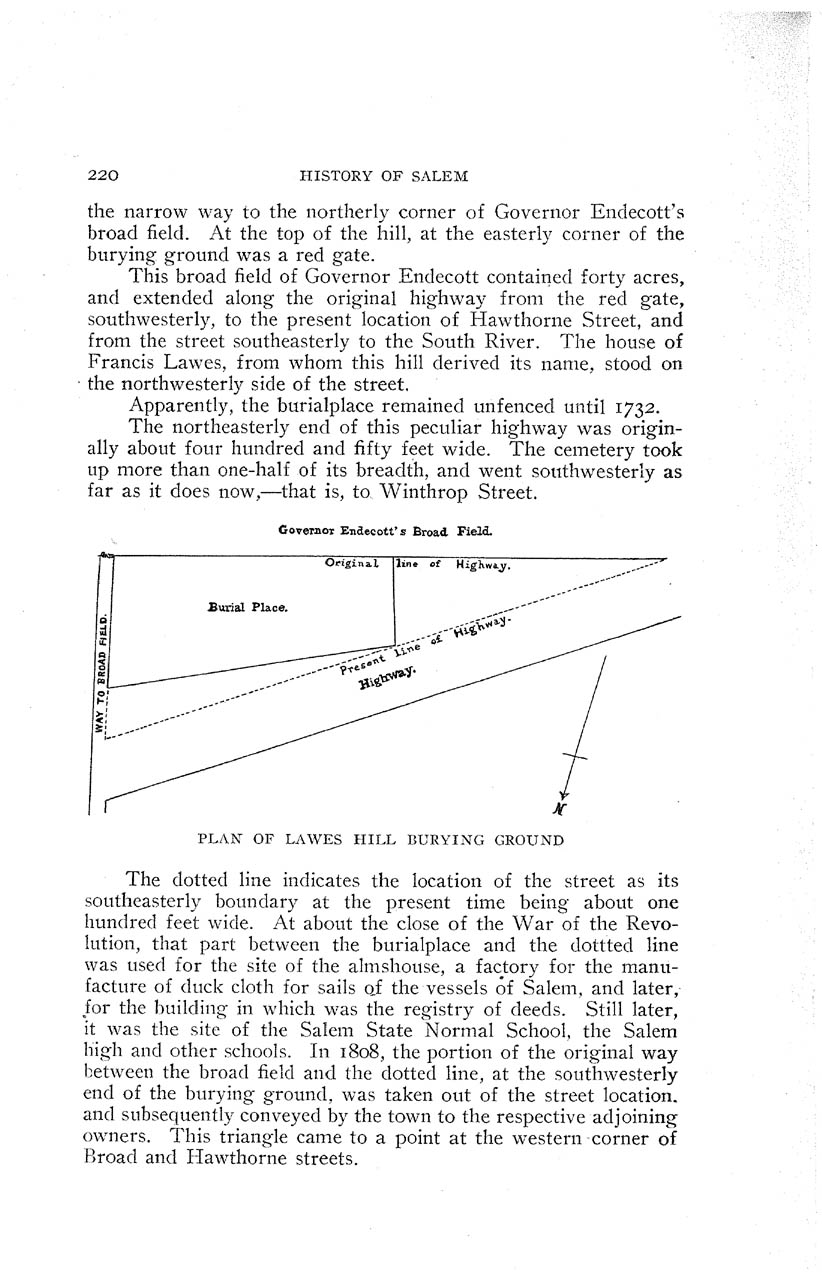 220 HISTORY OF SALEM
the narrow way to the northerly corner of Governor Endecott's
broad field. At the top of the hill, at the easterly corner of the
burying ground was a red gate.
This broad field of Governor Endecott contained forty acres,
and extended along the original highway from the red gate,
southwesterly, to the present location of Hawthorne Street, and
from the street southeasterly to the South River. The house of
Francis Lawes, from whom this hill derived its name, stood on
the northwesterly side of the street.
Apparently, the burialplace remained unfenced until 1732.
The northeasterly end of this peculiar highway was origin-
ally about four hundred and fifty feet wide. The cemetery took
up more than one-half of its breadth, and went southwesterly as
far as it does now,—that is, to Winthrop Street.
Governor Endecott's Broad Field.
Original line of Highway.
Burial Place.
WAY TO BROAD FIELD.
Present line of Highway.
Highway.
N
PLAN OF LAWES HILL BURYING GROUND
The dotted line indicates the location of the street as its
southeasterly boundary at the present time being about one
hundred feet wide. At about the close of the War of the Revo-
lution, that part between the burialplace and the dottted line
was used for the site of the almshouse, a factory for the manu-
facture of duck cloth for sails of the vessels of Salem, and later,
for the building in which was the registry of deeds. Still later,
it was the site of the Salem State Normal School, the Salem
high and other schools. In 1808, the portion of the original way
between the broad field and the dotted line, at the southwesterly
end of the burying ground, was taken out of the street location.
and subsequently conveyed by the town to the respective adjoining
owners. This triangle came to a point at the western corner of
Broad and Hawthorne streets.